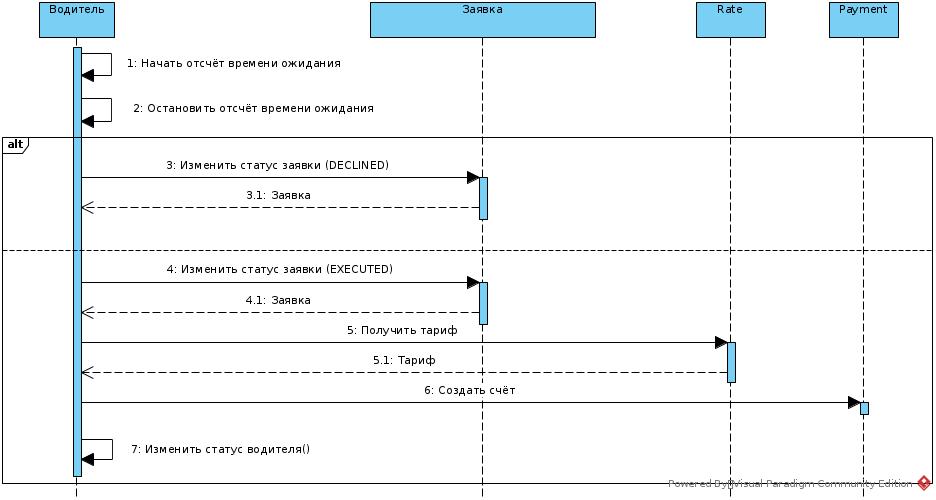 Водитель
Заявка
Rate
Payment
1: Начать отсчёт времени ожидания
2: Остановить отсчёт времени ожидания
alt
3: Изменить статус заявки (DECLINED)
3.1: Заявка
4: Изменить статус заявки (EXECUTED)
4.1: Заявка
5: Получить тариф
5.1: Тариф
6: Создать счёт
7: Изменить статус водителя()
Powered By Visual Paradigm Community Edition